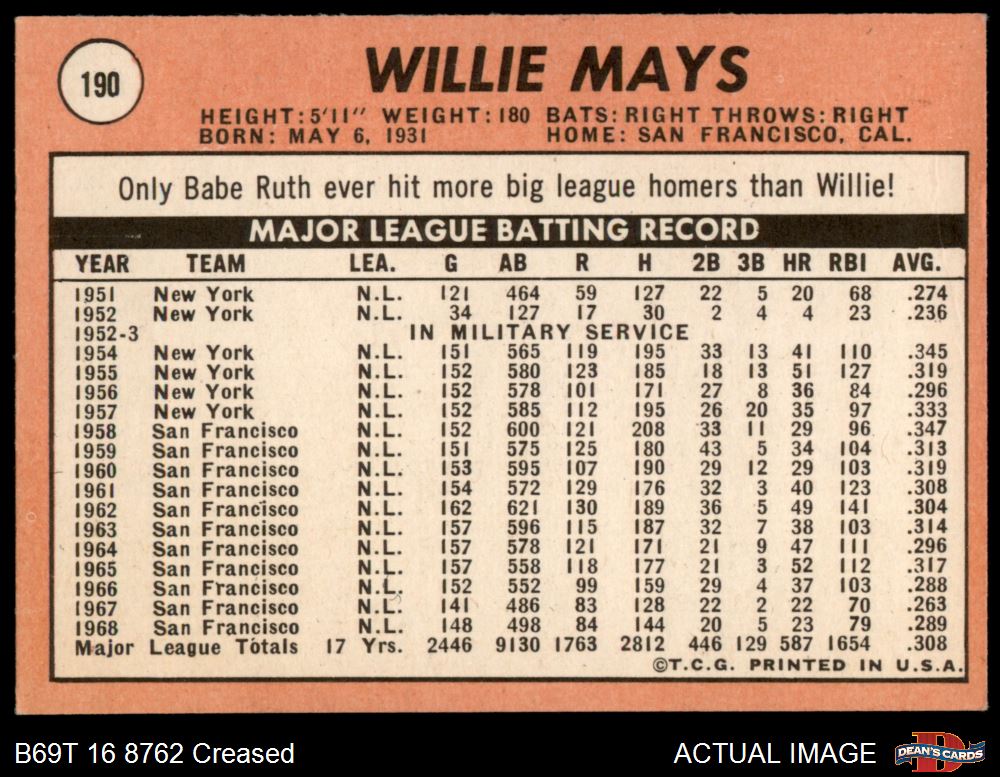 190
WILLIE MAYS
HEIGHT: 5'11" WEIGHT: 180 BATS: RIGHT THROWS: RIGHT
BORN: MAY 6, 1931 HOME: SAN FRANCISCO, CAL.
Only Babe Ruth ever hit more big league homers than Willie!
MAJOR LEAGUE BATTING RECORD
YEAR TEAM LEA. G AB R H 2B 3B HR RBI AVG.
1951 New York N.L. 121 464 59 127 22 5 20 68 .274
1952 New York N.L. 34 127 17 30 2 4 4 23 .236
1952-3 IN MILITARY SERVICE
1954 New York N.L. 151 565 119 195 33 13 41 110 .345
1955 New York N.L. 152 580 123 185 18 13 51 127 .319
1956 New York N.L. 152 578 101 171 27 8 36 84 .296
1957 New York N.L. 152 585 112 195 26 20 35 97 .333
1958 San Francisco N.L. 152 600 121 208 33 11 29 96 .347
1959 San Francisco N.L. 151 575 125 180 43 5 34 104 .313
1960 San Francisco N.L. 153 595 107 190 29 12 29 103 .319
1961 San Francisco N.L. 154 572 129 176 32 3 40 123 .308
1962 San Francisco N.L. 162 621 130 189 36 5 49 141 .304
1963 San Francisco N.L. 157 596 115 187 32 7 38 103 .314
1964 San Francisco N.L. 157 578 121 171 21 9 47 111 .296
1965 San Francisco N.L. 157 558 118 177 21 3 52 112 .317
1966 San Francisco N.L. 152 552 99 159 29 4 37 103 .288
1967 San Francisco N.L. 141 486 83 128 22 2 22 70 .263
1968 San Francisco N.L. 148 498 84 144 20 5 23 79 .289
Major League Totals 17 Yrs. 2446 9130 1763 2812 446 129 587 1654 .308
©T.C.G. PRINTED IN U.S.A.
B69T 16 8762 Creased ACTUAL IMAGE DEAN'S CARDS